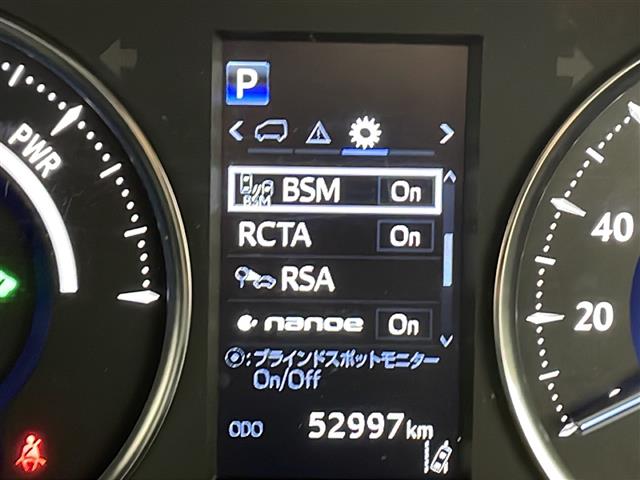 P
PWR
BSM
BSM On
RCTA On
RSA
nanoe On
:ブラインドスポットモニター
On/Off
ODO 52997km
40
20